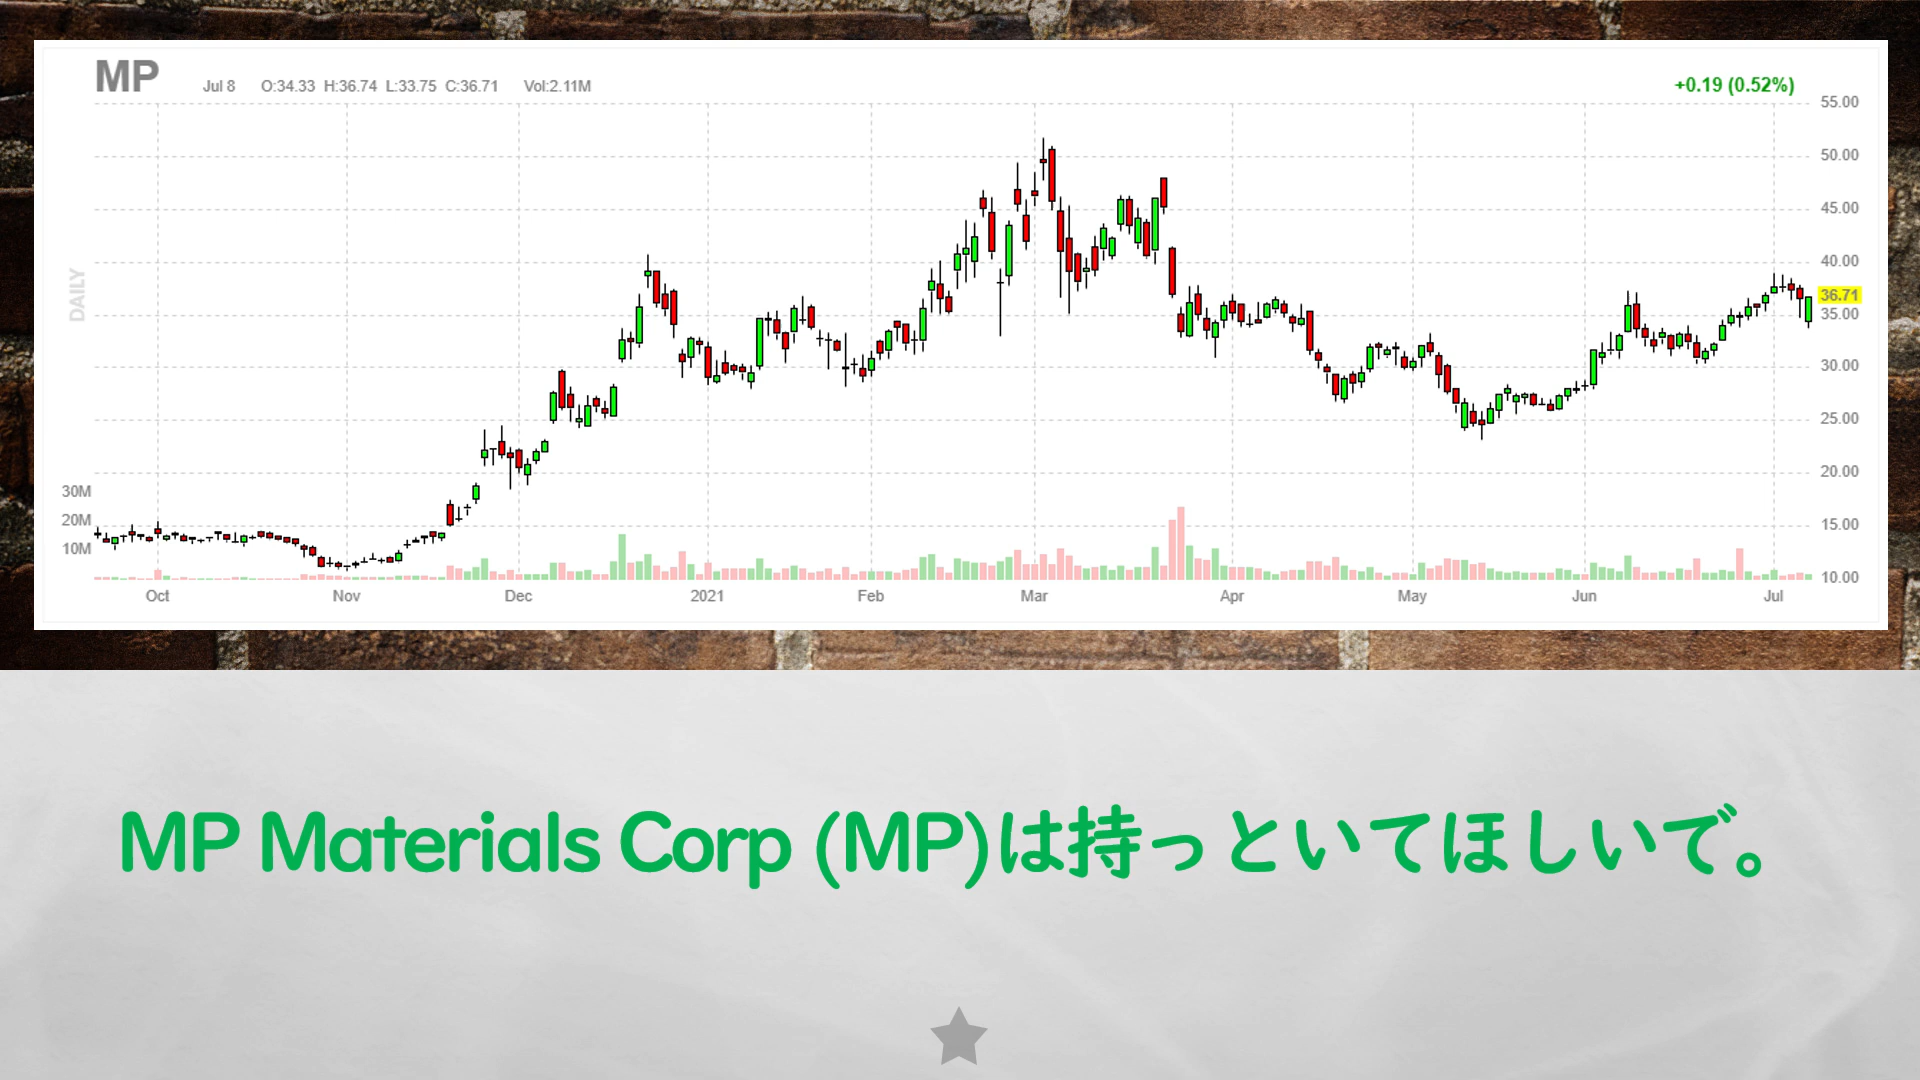 MP Jul 8 O:34.33 H:36.74 L:33.75 C:36.71 Vol:2.11M +0.19 (0.52%)
55.00
50.00
45.00
40.00
DAILY
36.71
35.00
30.00
25.00
20.00
30M
20M
15.00
10M
10.00
Oct Nov Dec 2021 Feb Mar Apr May Jun Jul
MP Materials Corp (MP)は持っといてほしいで。